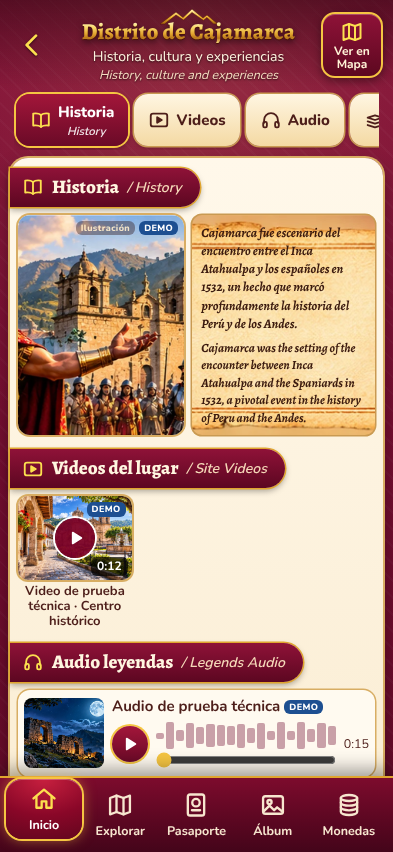 Distrito de Cajamarca
Historia, cultura y experiencias
History, culture and experiences
Ver en
Mapa
Historia
History
Videos
Audio
Historia / History
Ilustración
DEMO
Cajamarca fue escenario del
encuentro entre el Inca
Atahualpa y los españoles en
1532, un hecho que marcó
profundamente la historia del
Perú y de los Andes.
Cajamarca was the setting of the
encounter between Inca
Atahualpa and the Spaniards in
1532, a pivotal event in the history
of Peru and the Andes.
Videos del lugar / Site Videos
DEMO
0:12
Video de prueba
técnica · Centro
histórico
Audio leyendas / Legends Audio
Audio de prueba técnica DEMO
0:15
Inicio
Explorar
Pasaporte
Álbum
Monedas